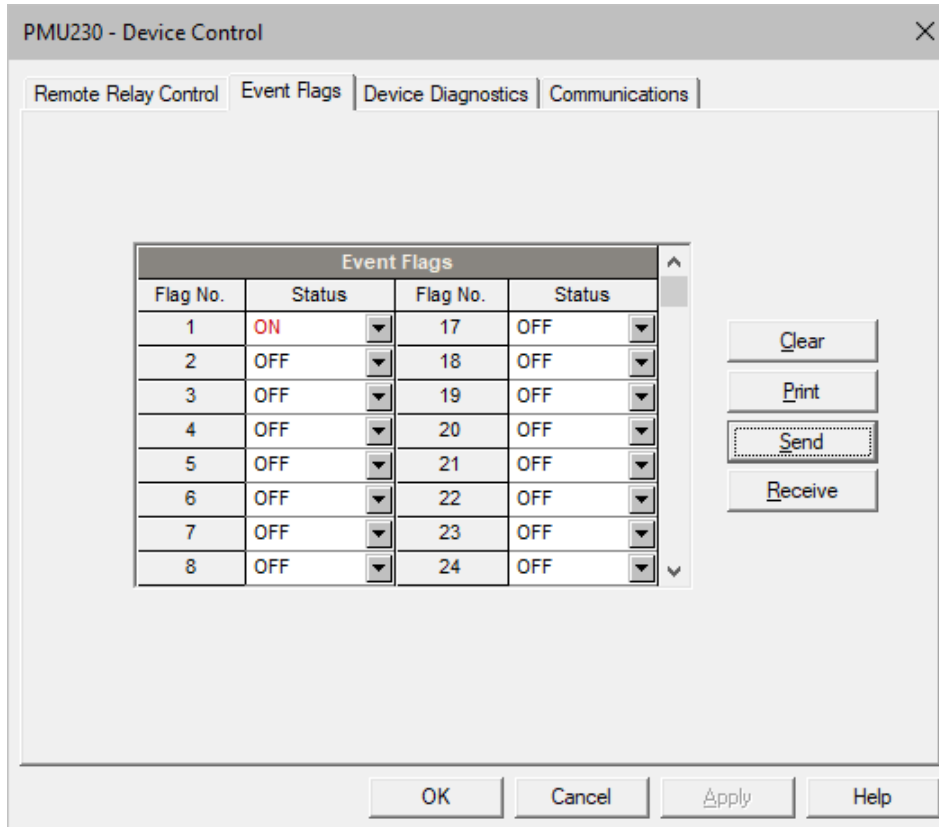 PMU230 - Device Control
Remote Relay Control Event Flags Device Diagnostics Communications
Event Flags
Flag No. Status Flag No. Status
1 ON 17 OFF
2 OFF 18 OFF
3 OFF 19 OFF
4 OFF 20 OFF
5 OFF 21 OFF
6 OFF 22 OFF
7 OFF 23 OFF
8 OFF 24 OFF
Clear
Print
Send
Receive
OK Cancel Apply Help